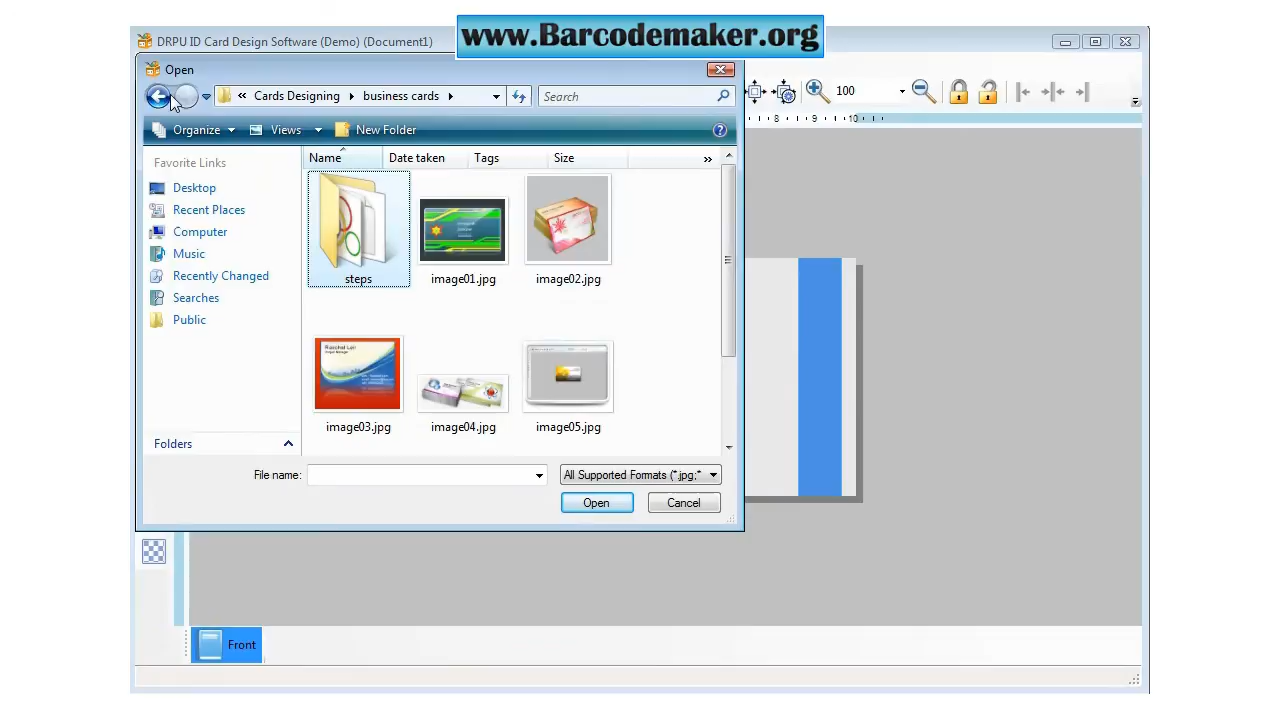 www.Barcodemaker.org
DRPU ID Card Design Software (Demo) (Document1)
Open
« Cards Designing business cards
Search
100
Organize Views New Folder
8 9 10
Favorite Links
Name Date taken Tags Size »
Desktop
Recent Places
Computer
Music
Recently Changed
Searches
Public
steps image01.jpg image02.jpg
image03.jpg image04.jpg image05.jpg
Folders
File name:
All Supported Formats (*.jpg;*
Open Cancel
Front